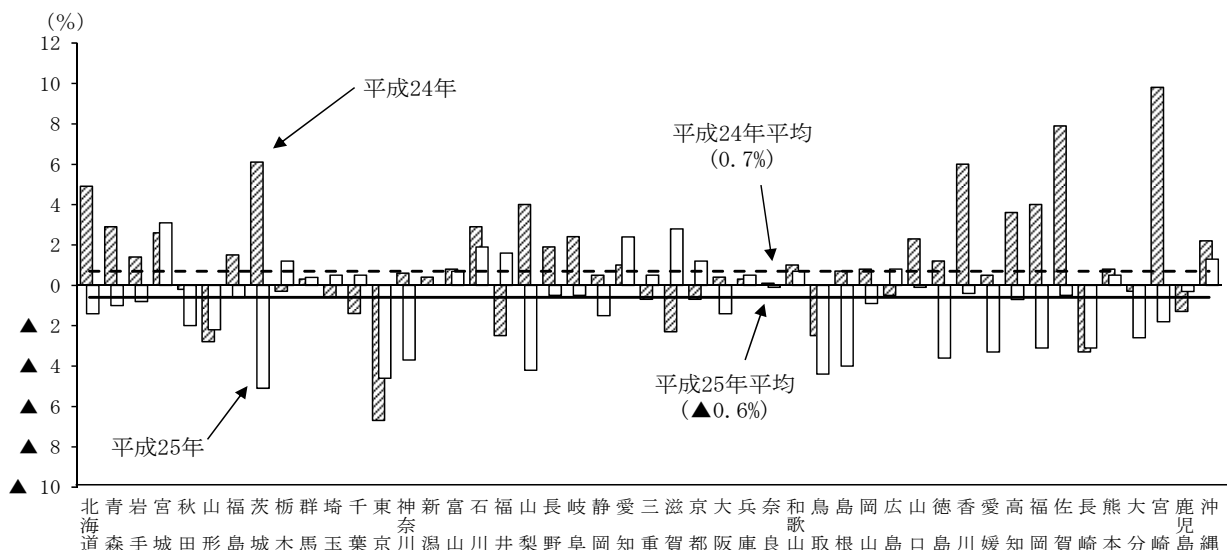 (%)
12
10
8
6
4
2
0
▲ 2
▲ 4
▲ 6
▲ 8
▲ 10
平成24年
平成24年平均
(0.7%)
平成25年平均
(▲0.6%)
平成25年
北海道
青森
岩手
宮城
秋田
山形
福島
茨城
栃木
群馬
埼玉
千葉
東京
神奈川
新潟
富山
石川
福井
山梨
長野
岐阜
静岡
愛知
三重
滋賀
京都
大阪
兵庫
奈良
和歌山
鳥取
島根
岡山
広島
山口
徳島
香川
愛媛
高知
福岡
佐賀
長崎
熊本
大分
宮崎
鹿児島
沖縄